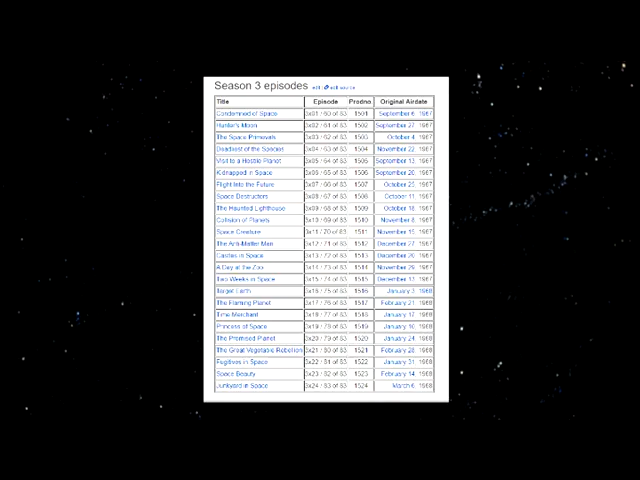 Season 3 episodes edit | edit source
Title Episode Prodno. Original Airdate
Condemned of Space 3x01 / 60 of 83 1501 September 6, 1967
Hunter's Moon 3x02 / 61 of 83 1502 September 27, 1967
The Space Primevals 3x03 / 62 of 83 1503 October 4, 1967
Deadliest of the Species 3x04 / 63 of 83 1504 November 22, 1967
Visit to a Hostile Planet 3x05 / 64 of 83 1505 September 13, 1967
Kidnapped in Space 3x06 / 65 of 83 1506 September 20, 1967
Flight Into the Future 3x07 / 66 of 83 1507 October 25, 1967
Space Destructors 3x08 / 67 of 83 1508 October 11, 1967
The Haunted Lighthouse 3x09 / 68 of 83 1509 October 18, 1967
Collision of Planets 3x10 / 69 of 83 1510 November 8, 1967
Space Creature 3x11 / 70 of 83 1511 November 15, 1967
The Anti-Matter Man 3x12 / 71 of 83 1512 December 27, 1967
Castles in Space 3x13 / 72 of 83 1513 December 20, 1967
A Day at the Zoo 3x14 / 73 of 83 1514 November 29, 1967
Two Weeks in Space 3x15 / 74 of 83 1515 December 13, 1967
Target Earth 3x16 / 75 of 83 1516 January 3, 1968
The Flaming Planet 3x17 / 76 of 83 1517 February 21, 1968
Time Merchant 3x18 / 77 of 83 1518 January 17, 1968
Princess of Space 3x19 / 78 of 83 1519 January 10, 1968
The Promised Planet 3x20 / 79 of 83 1520 January 24, 1968
The Great Vegetable Rebellion 3x21 / 80 of 83 1521 February 28, 1968
Fugitives in Space 3x22 / 81 of 83 1522 January 31, 1968
Space Beauty 3x23 / 82 of 83 1523 February 14, 1968
Junkyard in Space 3x24 / 83 of 83 1524 March 6, 1968